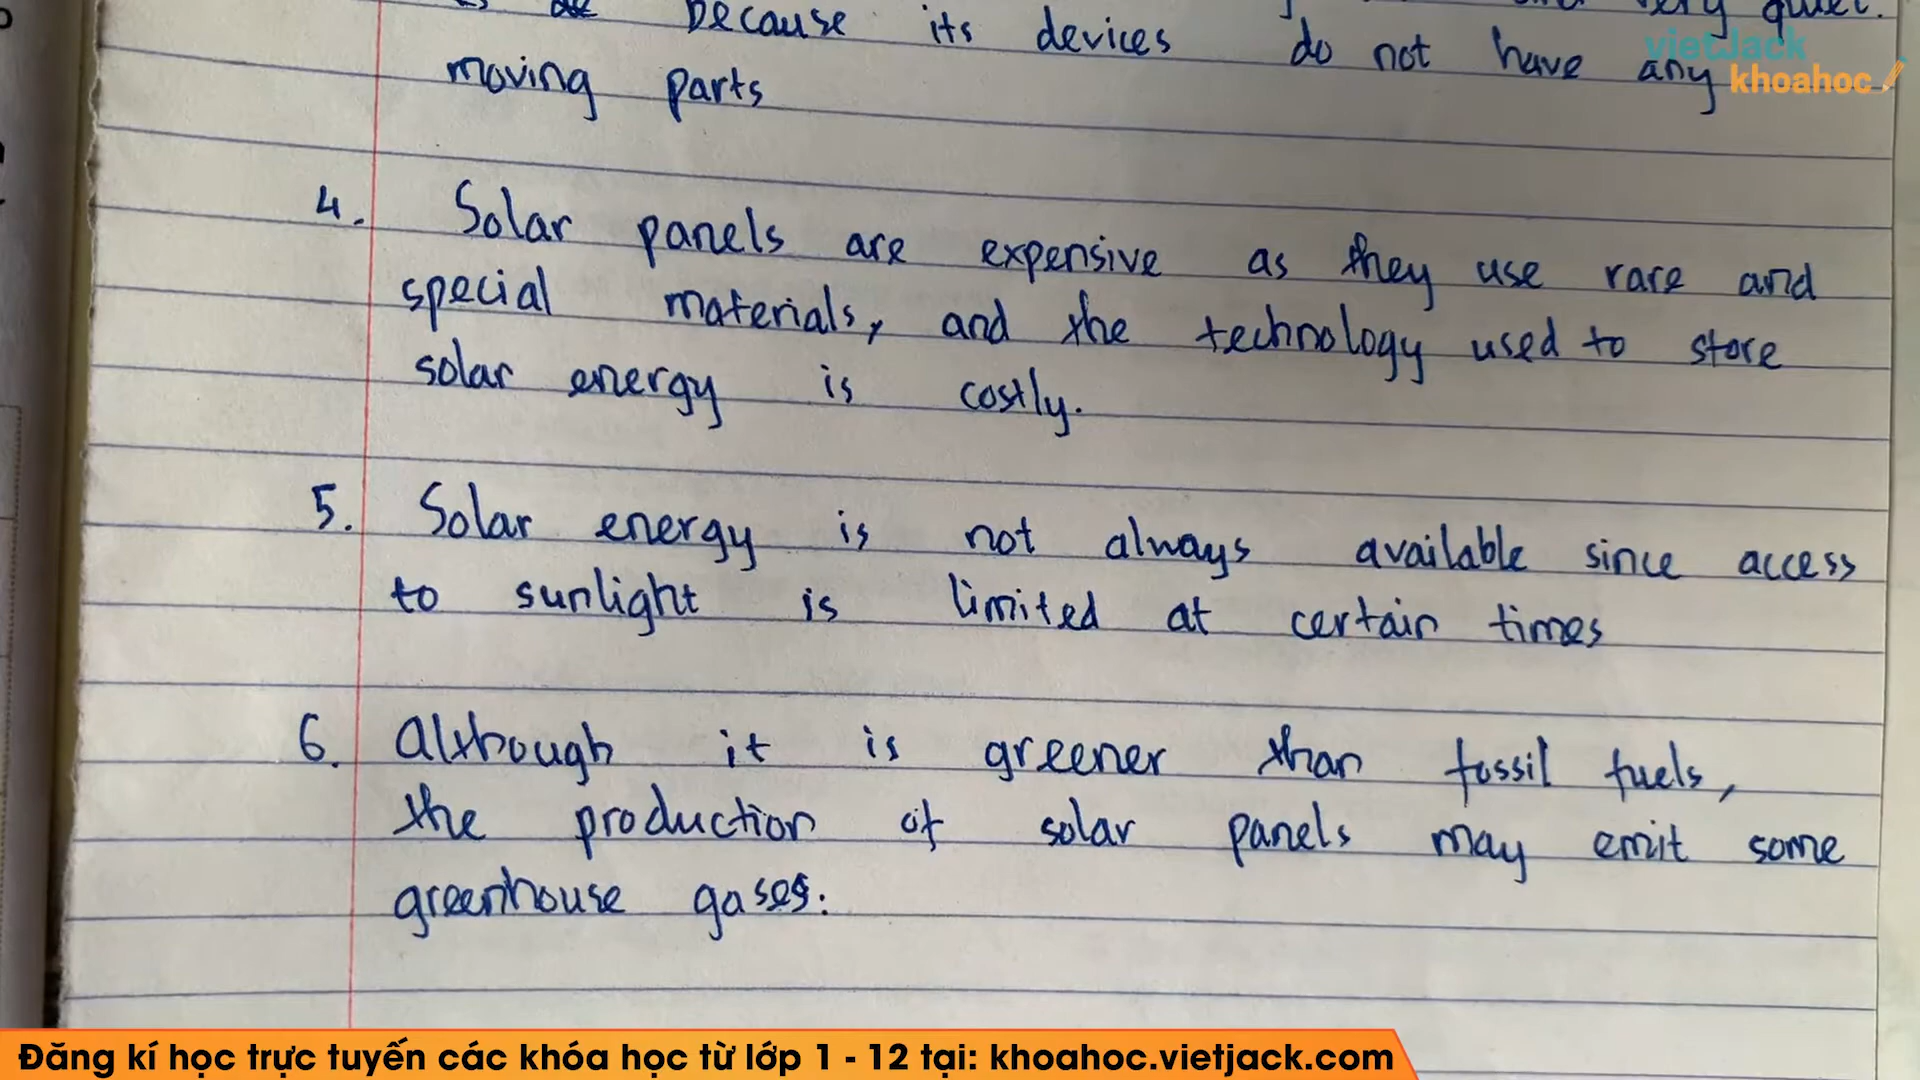 because its devices do not have any
moving parts
vietJack
khoahoc
4. Solar panels are expensive as they use rare and
special materials, and the technology used to store
solar energy is costly.
5. Solar energy is not always available since access
to sunlight is limited at certain times
6. Although it is greener than fossil fuels,
the production of solar panels may emit some
greenhouse gases.
Đăng kí học trực tuyến các khóa học từ lớp 1 - 12 tại: khoahoc.vietjack.com